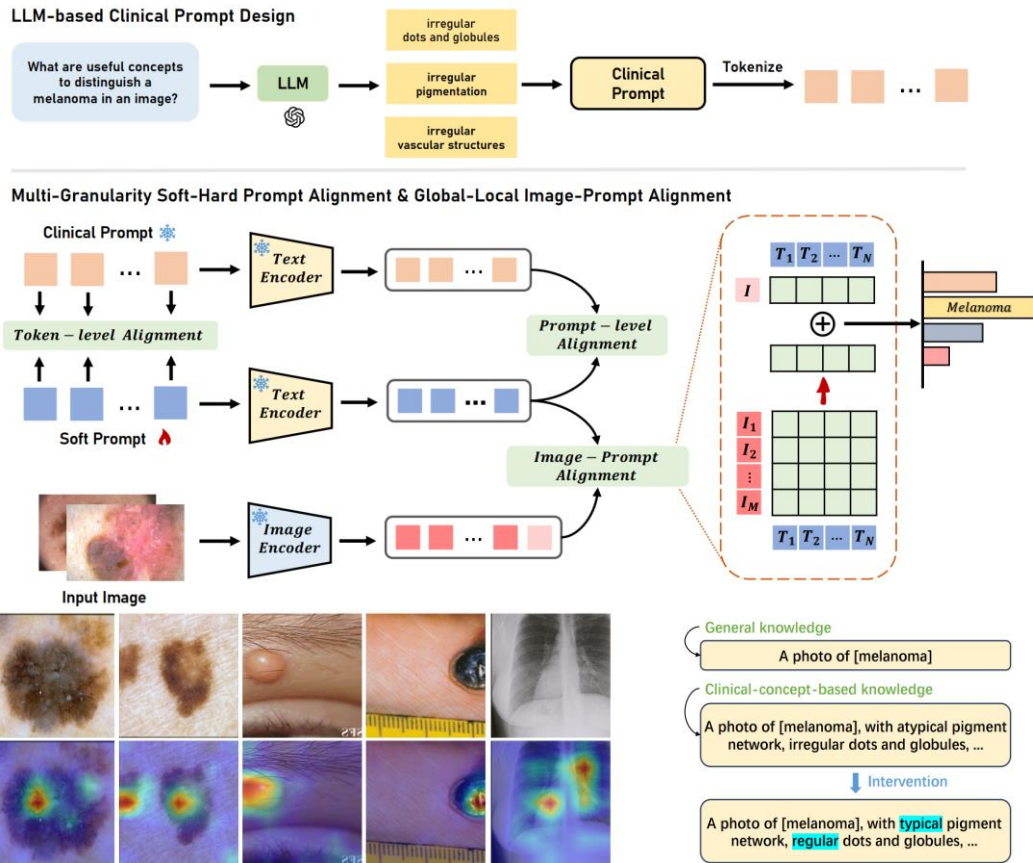 LLM-based Clinical Prompt Design
What are useful concepts
to distinguish a
melanoma in an image?
LLM
irregular
dots and globules
irregular
pigmentation
irregular
vascular structures
Clinical
Prompt
Tokenize
...
Multi-Granularity Soft-Hard Prompt Alignment & Global-Local Image-Prompt Alignment
Clinical Prompt
...
Token-level Alignment
...
Soft Prompt
Text
Encoder
...
Text
Encoder
...
Prompt-level
Alignment
Image-Prompt
Alignment
Input Image
Image
Encoder
...
T1 T2 ... TN
I
Melanoma
I1
I2
⋮
IM
T1 T2 ... TN
General knowledge
A photo of [melanoma]
Clinical-concept-based knowledge
A photo of [melanoma], with atypical pigment
network, irregular dots and globules, ...
Intervention
A photo of [melanoma], with typical pigment
network, regular dots and globules, ...